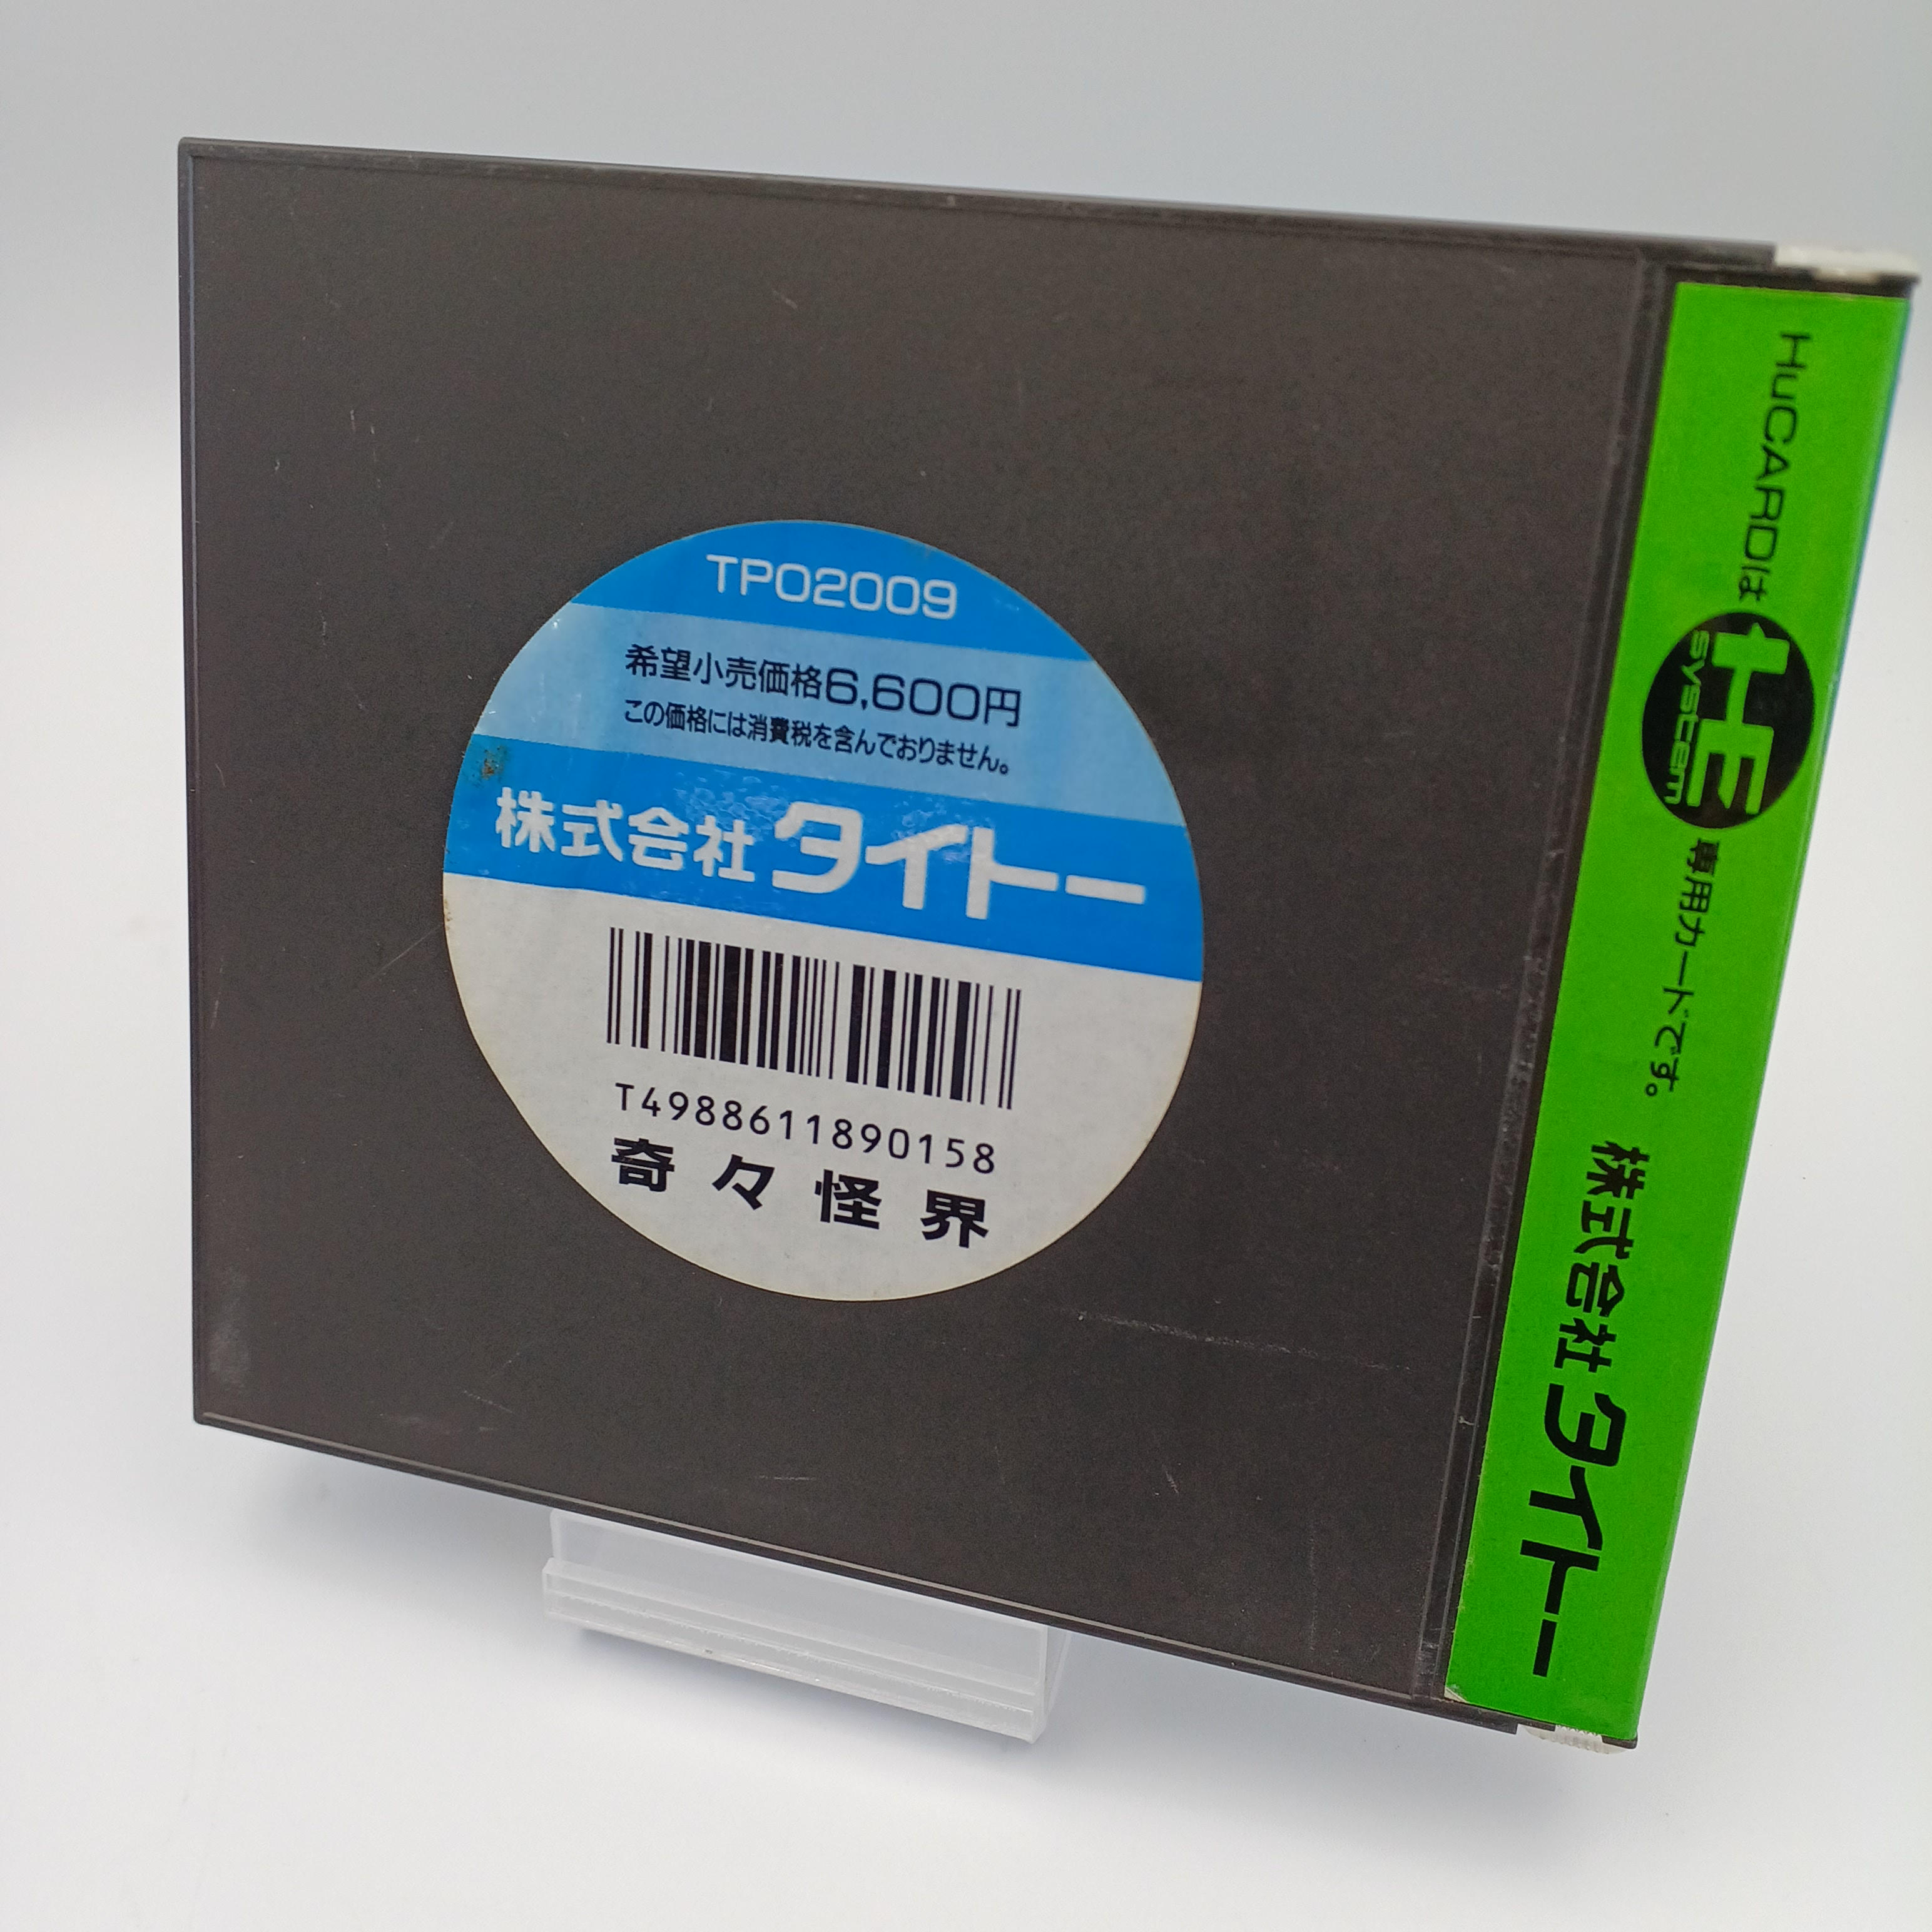 TP02009
希望小売価格6,600円
この価格には消費税を含んでおりません。
株式会社タイトー
T4988611890158
奇々怪界
HuCARDは HE system 専用カードです。 株式会社タイトー